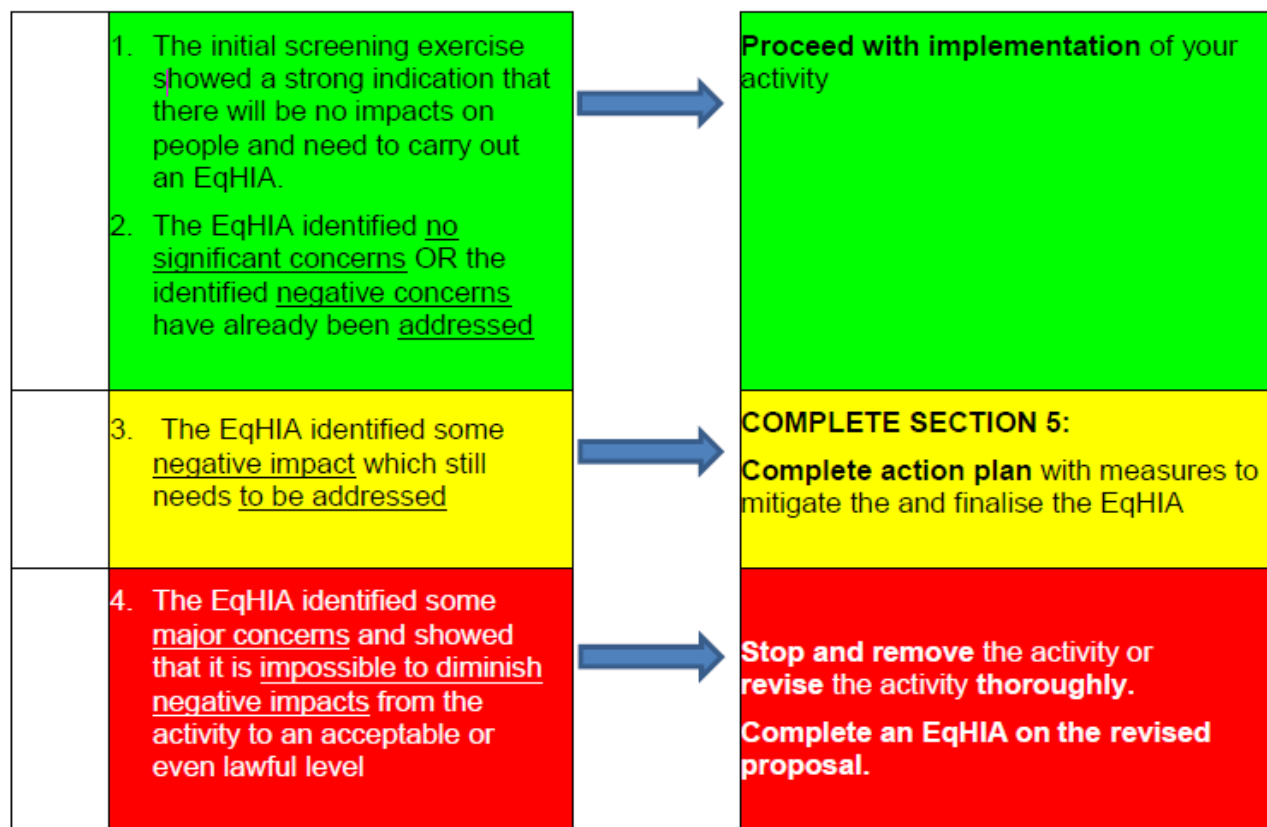 1. The initial screening exercise
showed a strong indication that
there will be no impacts on
people and need to carry out
an EqHIA.
2. The EqHIA identified no
significant concerns OR the
identified negative concerns
have already been addressed
Proceed with implementation of your
activity
3. The EqHIA identified some
negative impact which still
needs to be addressed
COMPLETE SECTION 5:
Complete action plan with measures to
mitigate the and finalise the EqHIA
4. The EqHIA identified some
major concerns and showed
that it is impossible to diminish
negative impacts from the
activity to an acceptable or
even lawful level
Stop and remove the activity or
revise the activity thoroughly.
Complete an EqHIA on the revised
proposal.